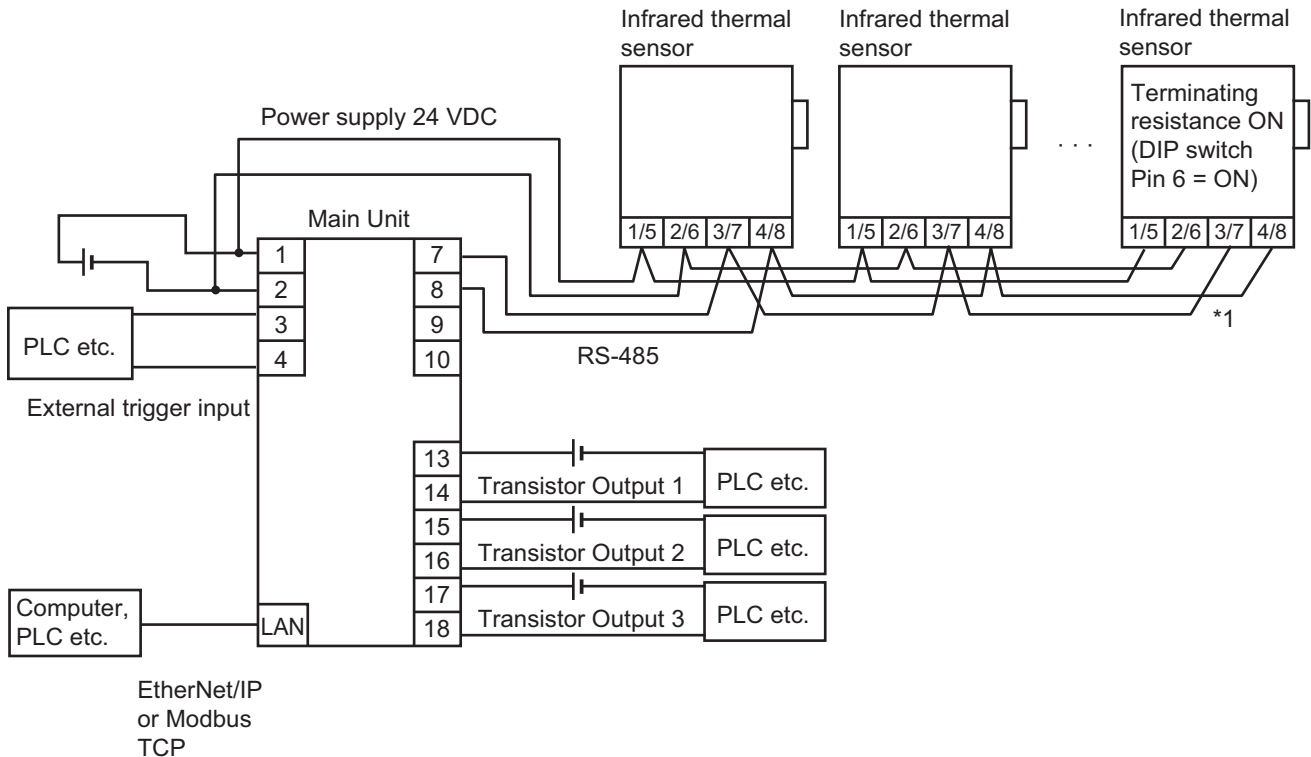 Infrared thermal
sensor
Infrared thermal
sensor
Infrared thermal
sensor
Terminating
resistance ON
(DIP switch
Pin 6 = ON)
. . .
Power supply 24 VDC
1/5 2/6 3/7 4/8
1/5 2/6 3/7 4/8
1/5 2/6 3/7 4/8
*1
RS-485
Main Unit
1
2
3
4
7
8
9
10
PLC etc.
External trigger input
13
14
15
16
17
18
Transistor Output 1
PLC etc.
Transistor Output 2
PLC etc.
Transistor Output 3
PLC etc.
Computer,
PLC etc.
LAN
EtherNet/IP
or Modbus
TCP